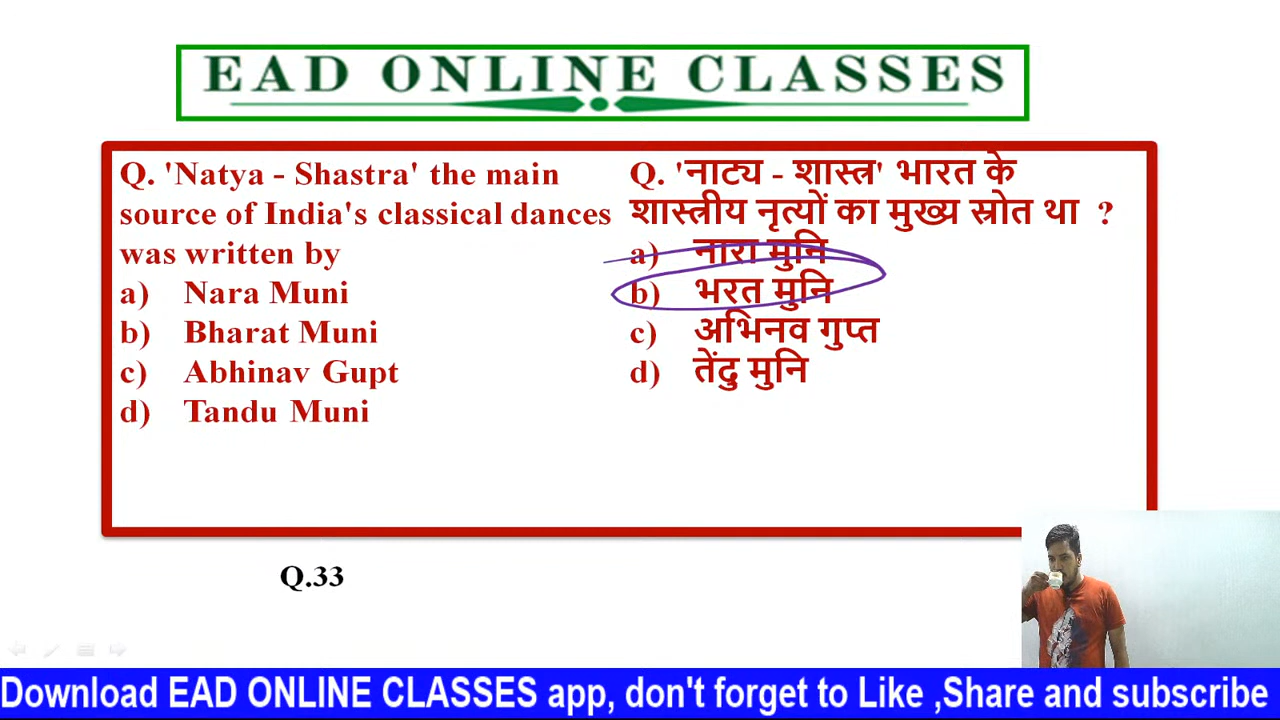 EAD ONLINE CLASSES
Q. 'Natya - Shastra' the main
source of India's classical dances
was written by
a) Nara Muni
b) Bharat Muni
c) Abhinav Gupt
d) Tandu Muni
Q. 'नाट्य - शास्त्र' भारत के
शास्त्रीय नृत्यों का मुख्य स्रोत था ?
a) नारा मुनि
b) भरत मुनि
c) अभिनव गुप्त
d) तेंदु मुनि
Q.33
Download EAD ONLINE CLASSES app, don't forget to Like ,Share and subscribe